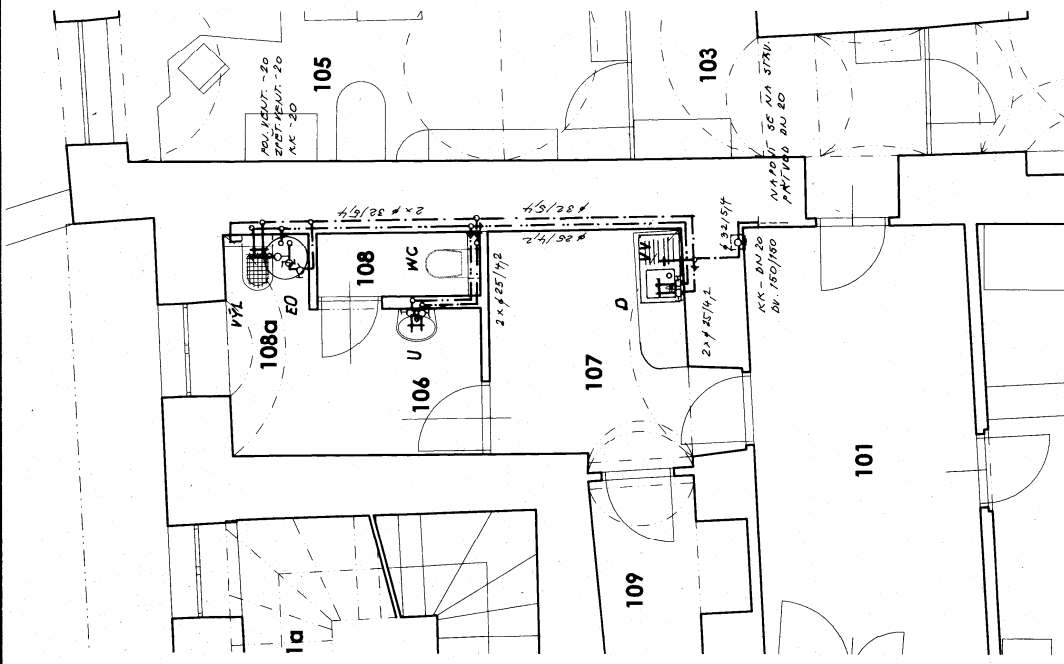 105
POJ. VENT. -20
ZPĚT. VENT. -20
KK -20
103
NAPOJÍ SE NA STÁV.
PŘÍVOD DN 20
2 x ø 32/5,4
ø 32/5,4
ø 25/4,2
ø 32/5,4
VÝL
EO
108
WC
108a
U
106
2 x ø 25/4,2
107
D
2 x ø 25/4,2
KK - DN 20
DV. 150/150
101
109
1a